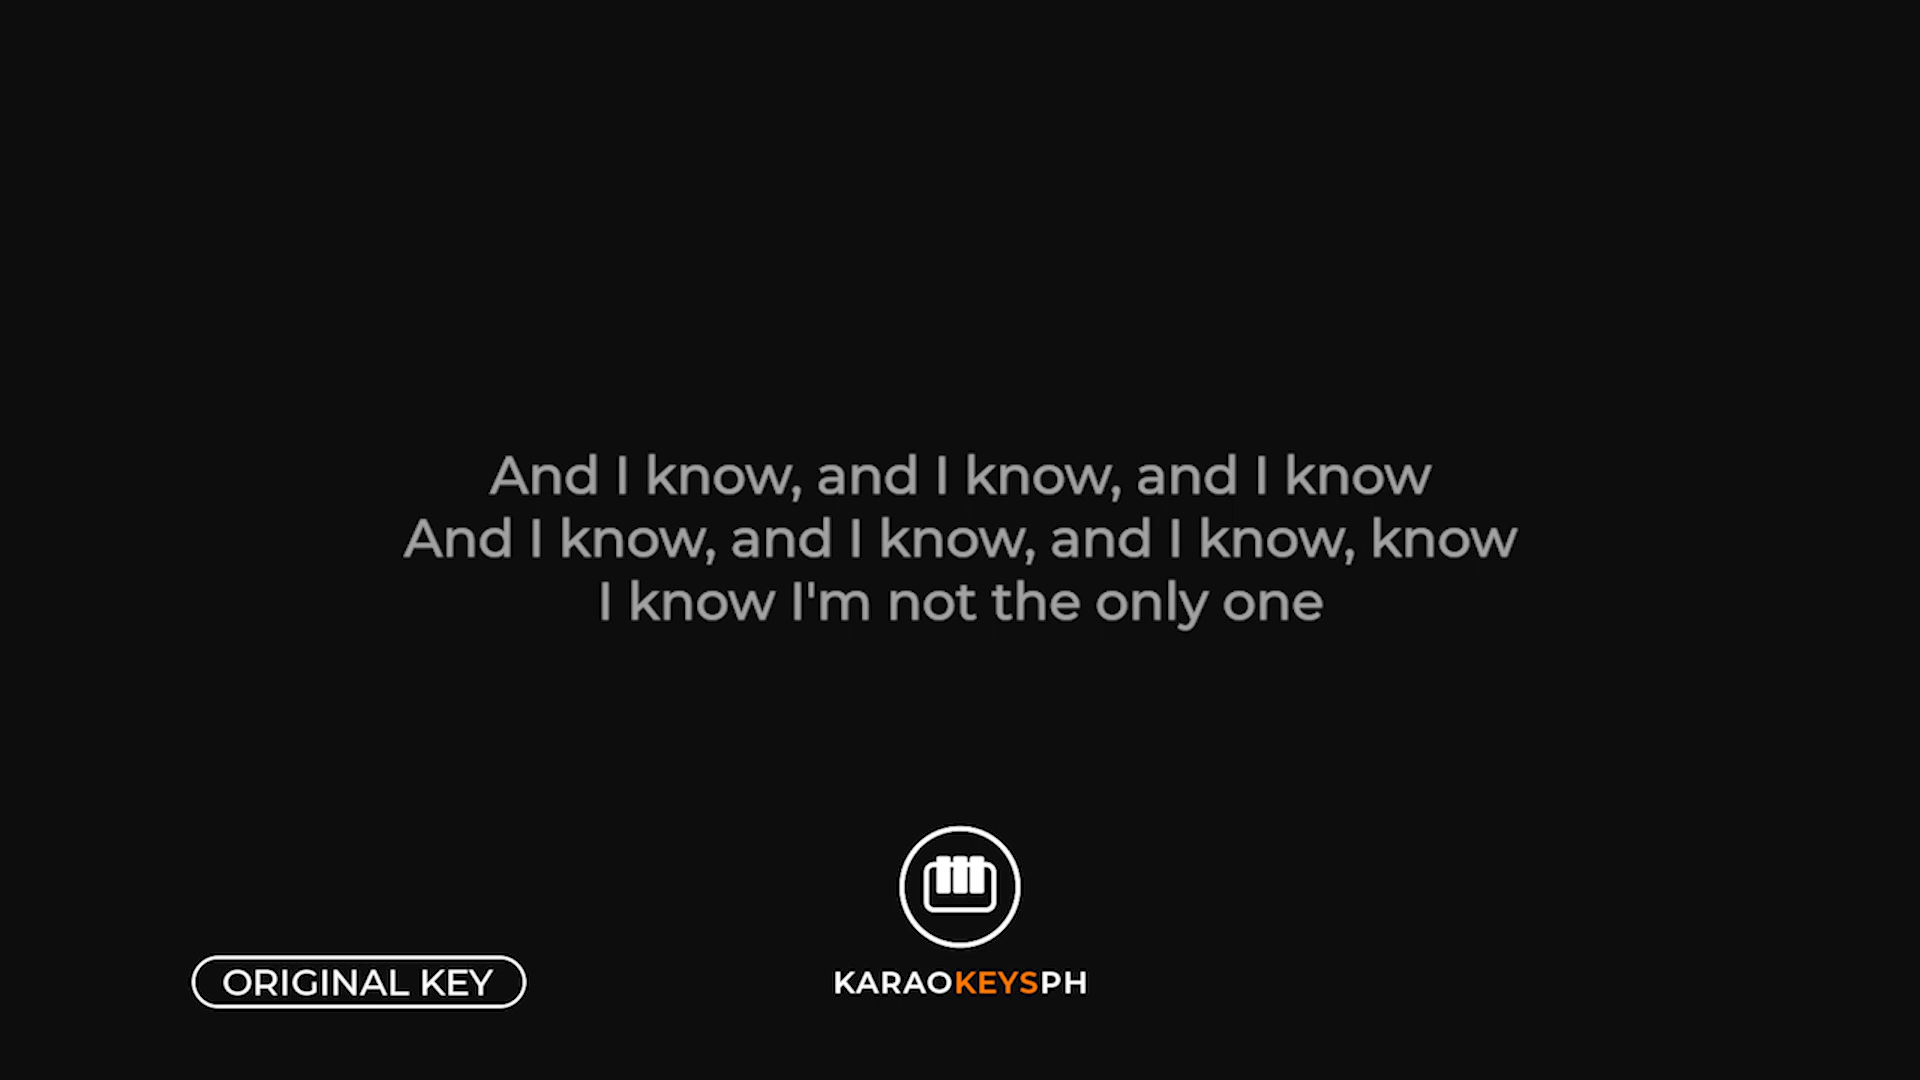 And I know, and I know, and I know
And I know, and I know, and I know, know
I know I'm not the only one
ORIGINAL KEY
KARAOKEYSPH